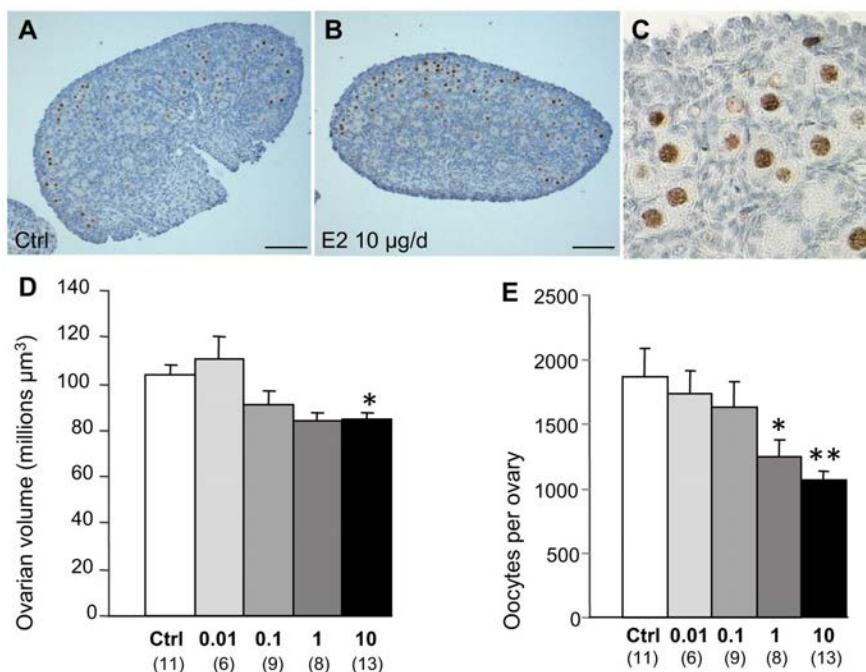 A
Ctrl
B
E2 10 µg/d
C
D
Ovarian volume (millions µm³)
140
120
100
80
60
40
20
0
*
Ctrl 0.01 0.1 1 10
(11) (6) (9) (8) (13)
E
Oocytes per ovary
2500
2000
1500
1000
500
0
*
**
Ctrl 0.01 0.1 1 10
(11) (6) (9) (8) (13)